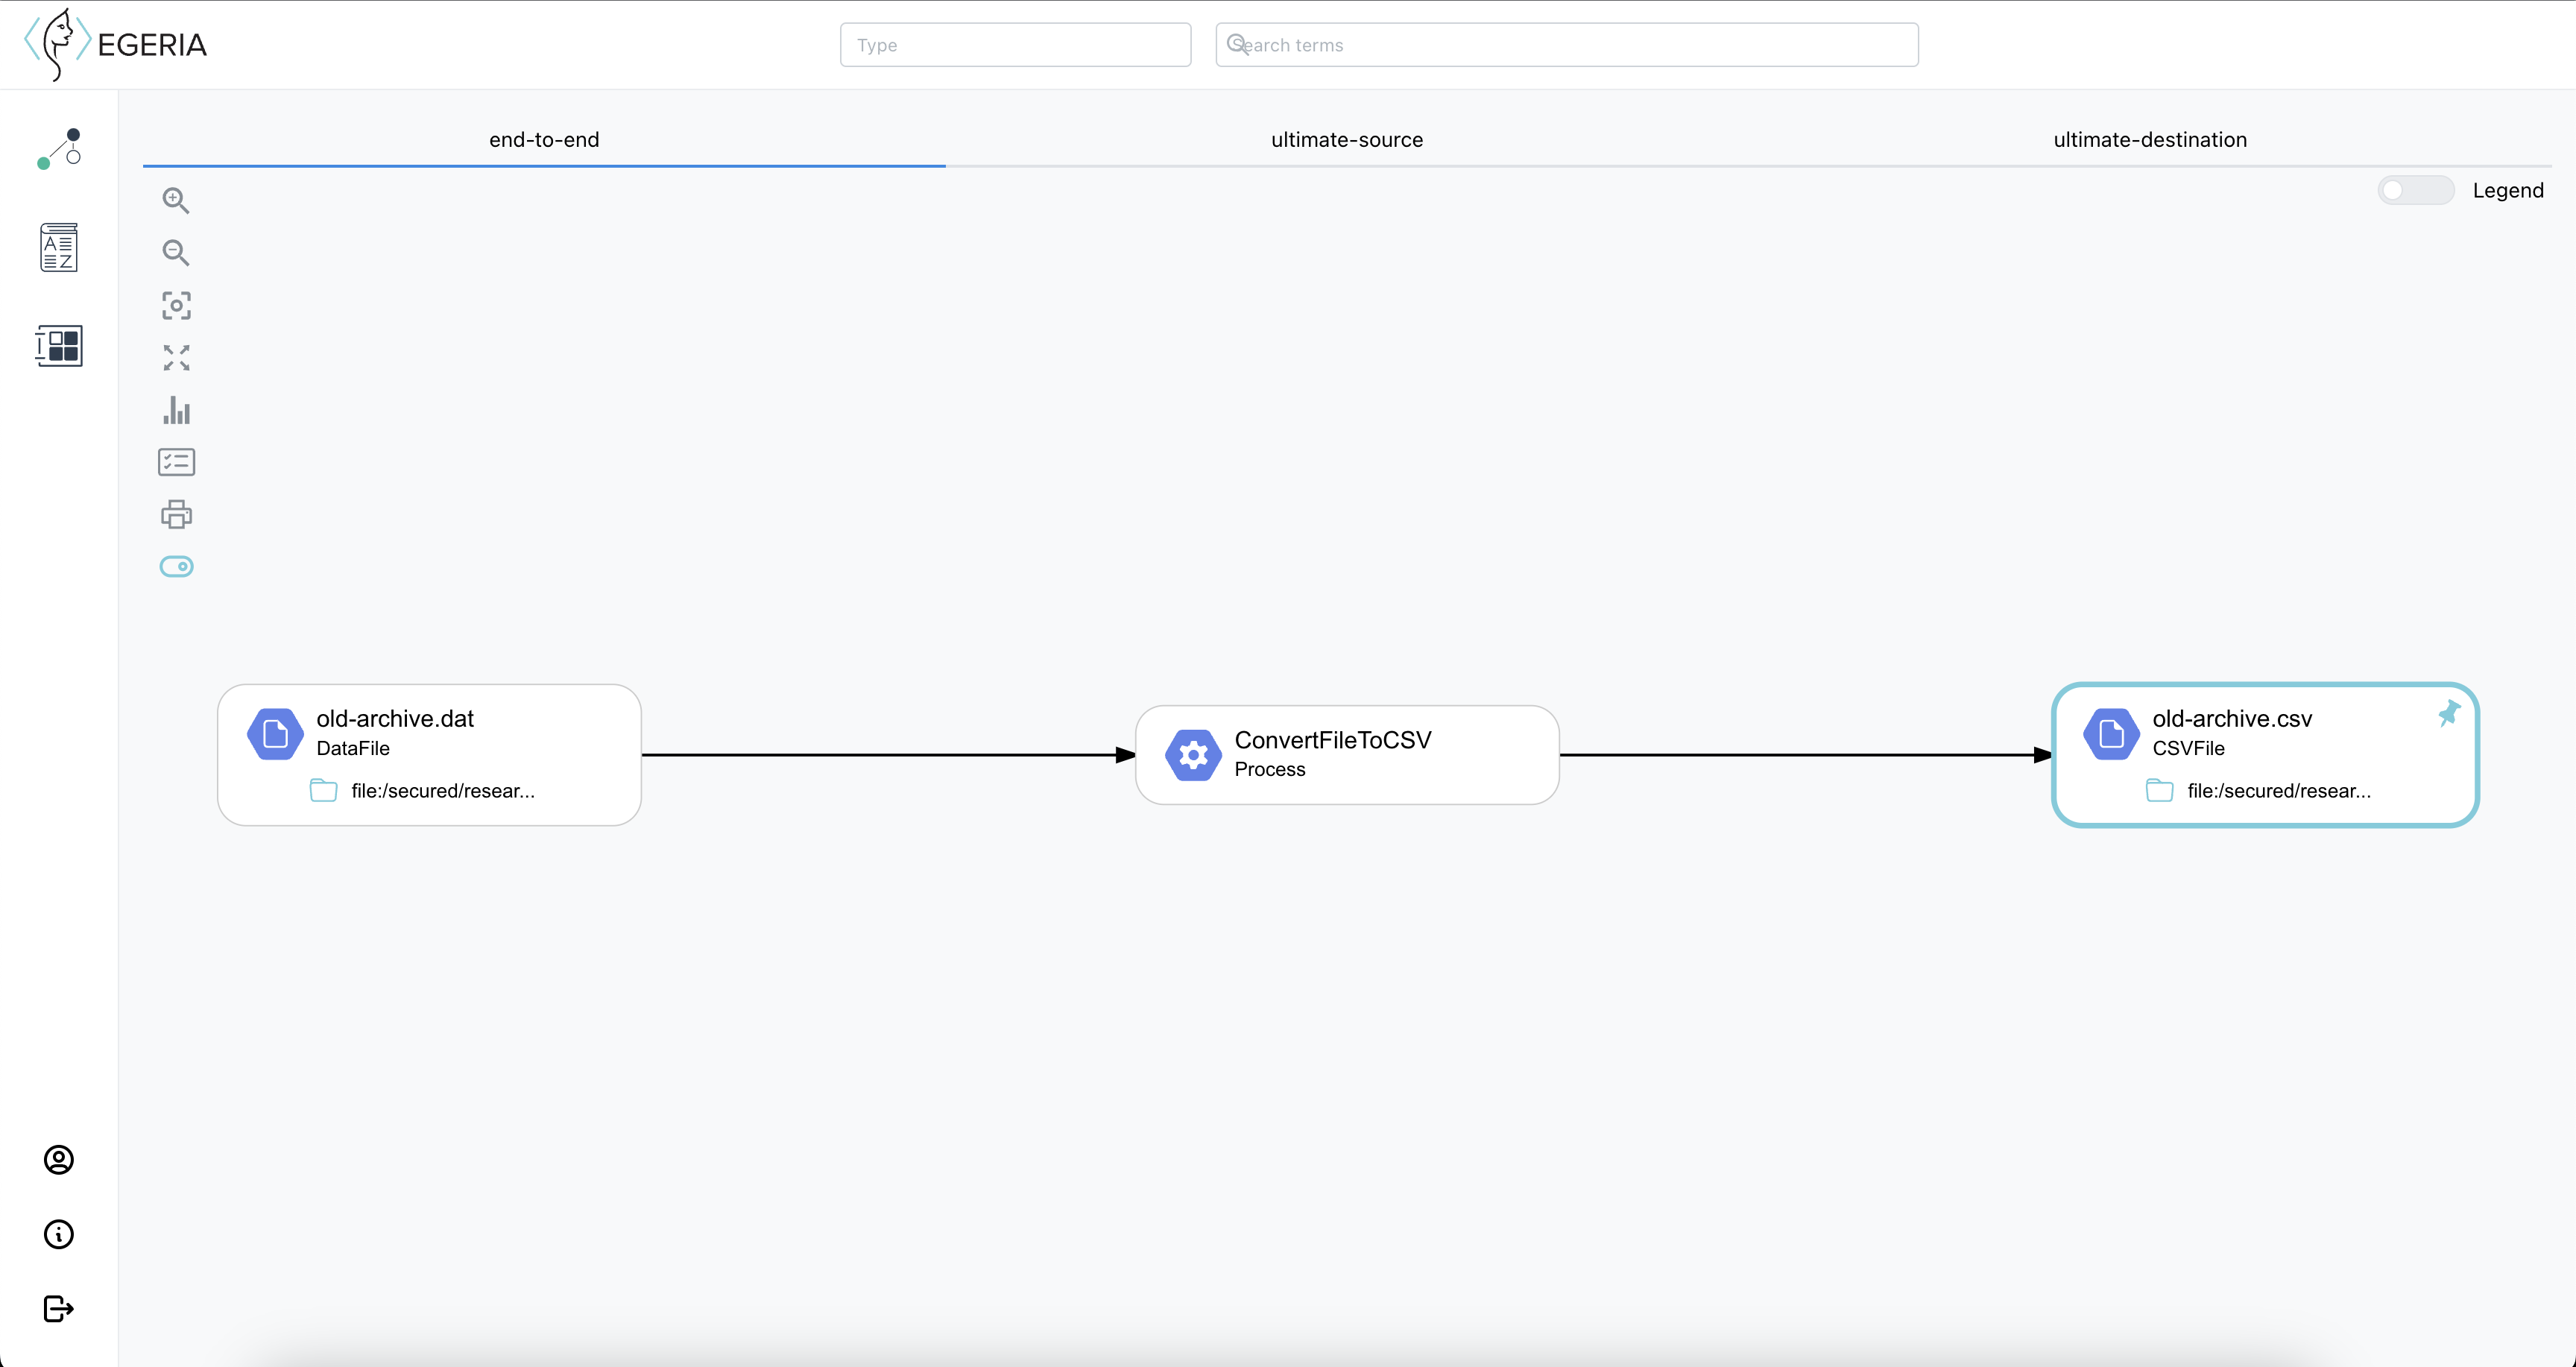 EGERIA
Type
Search terms
end-to-end
ultimate-source
ultimate-destination
Legend
A
Z
old-archive.dat
DataFile
file:/secured/resear...
ConvertFileToCSV
Process
old-archive.csv
CSVFile
file:/secured/resear...